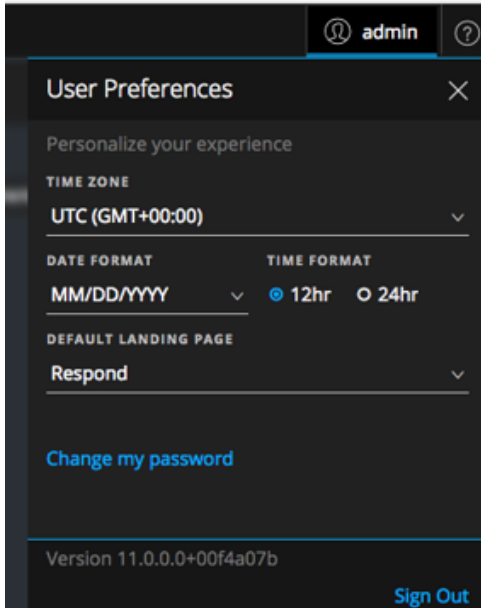 admin ?
User Preferences
Personalize your experience
TIME ZONE
UTC (GMT+00:00)
DATE FORMAT TIME FORMAT
MM/DD/YYYY 12hr 24hr
DEFAULT LANDING PAGE
Respond
Change my password
Version 11.0.0.0+00f4a07b
Sign Out